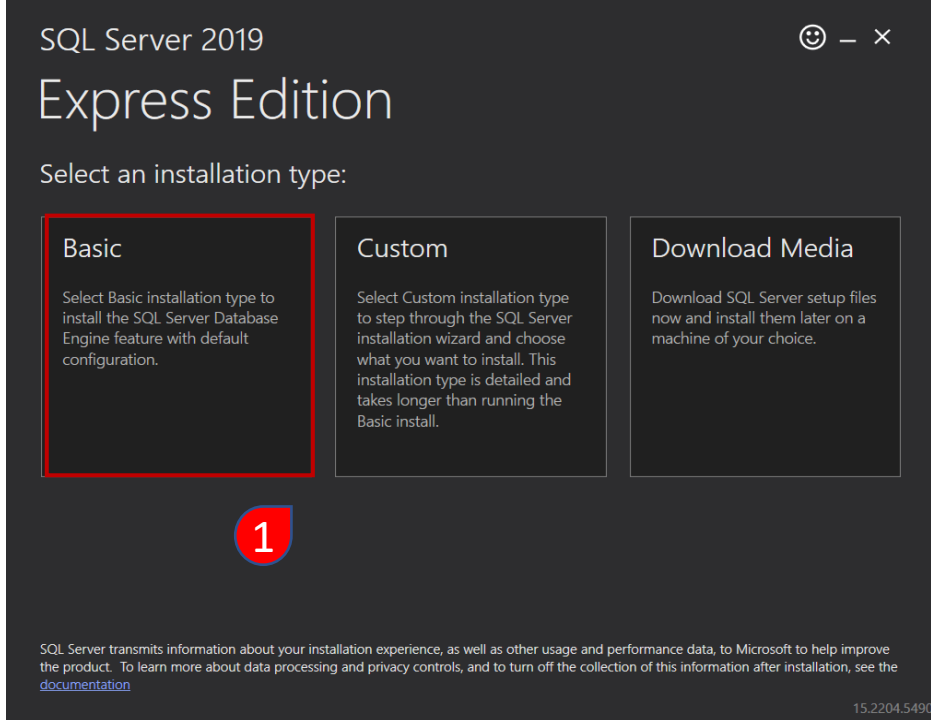 SQL Server 2019
Express Edition
Select an installation type:
Basic
Select Basic installation type to
install the SQL Server Database
Engine feature with default
configuration.
Custom
Select Custom installation type
to step through the SQL Server
installation wizard and choose
what you want to install. This
installation type is detailed and
takes longer than running the
Basic install.
Download Media
Download SQL Server setup files
now and install them later on a
machine of your choice.
1
SQL Server transmits information about your installation experience, as well as other usage and performance data, to Microsoft to help improve
the product.  To learn more about data processing and privacy controls, and to turn off the collection of this information after installation, see the
documentation
15.2204.5490